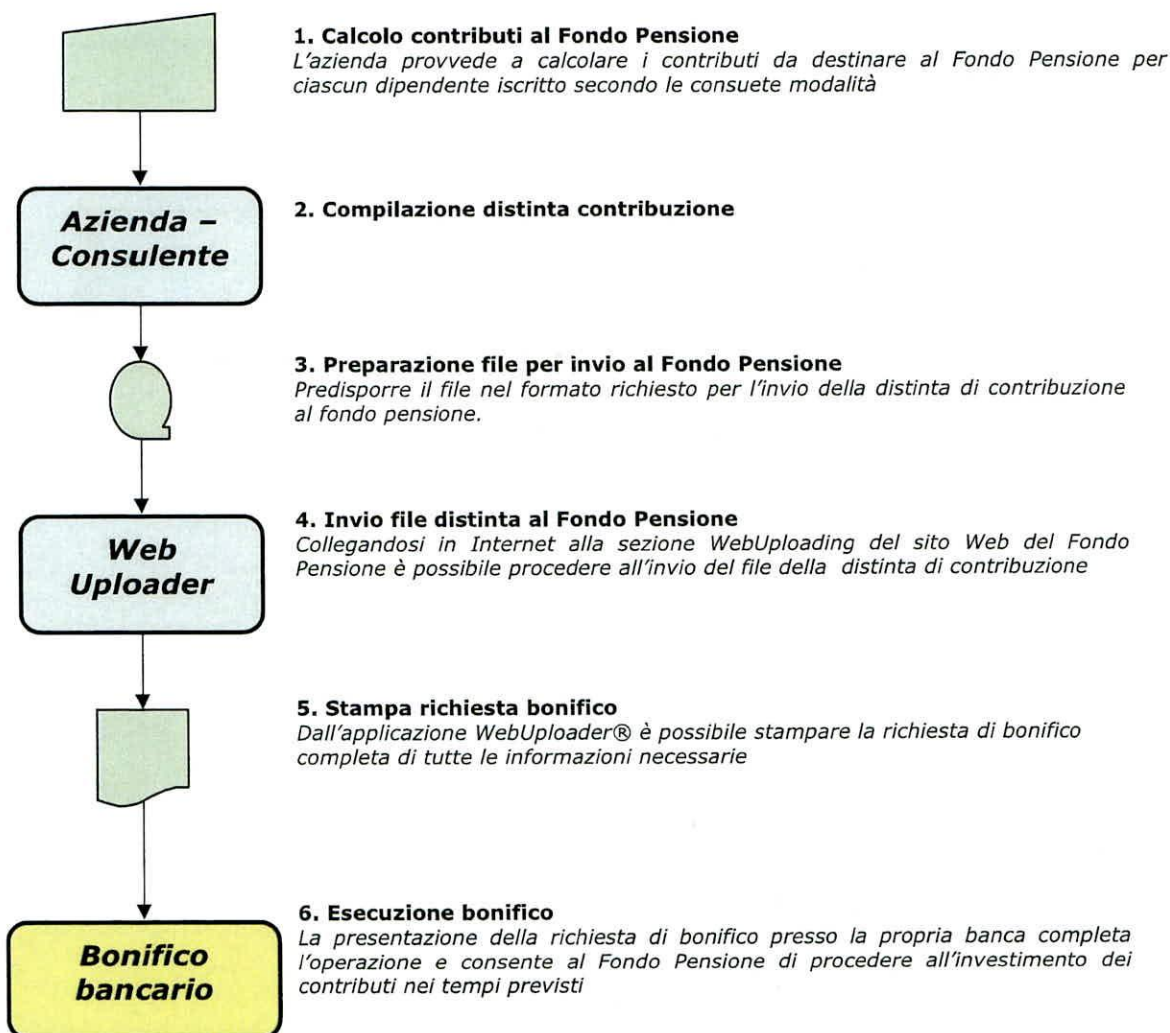 1. Calcolo contributi al Fondo Pensione
L'azienda provvede a calcolare i contributi da destinare al Fondo Pensione per
ciascun dipendente iscritto secondo le consuete modalità
Azienda –
Consulente
2. Compilazione distinta contribuzione
3. Preparazione file per invio al Fondo Pensione
Predisporre il file nel formato richiesto per l'invio della distinta di contribuzione
al fondo pensione.
Web
Uploader
4. Invio file distinta al Fondo Pensione
Collegandosi in Internet alla sezione WebUploading del sito Web del Fondo
Pensione è possibile procedere all'invio del file della distinta di contribuzione
5. Stampa richiesta bonifico
Dall'applicazione WebUploader® è possibile stampare la richiesta di bonifico
completa di tutte le informazioni necessarie
Bonifico
bancario
6. Esecuzione bonifico
La presentazione della richiesta di bonifico presso la propria banca completa
l'operazione e consente al Fondo Pensione di procedere all'investimento dei
contributi nei tempi previsti